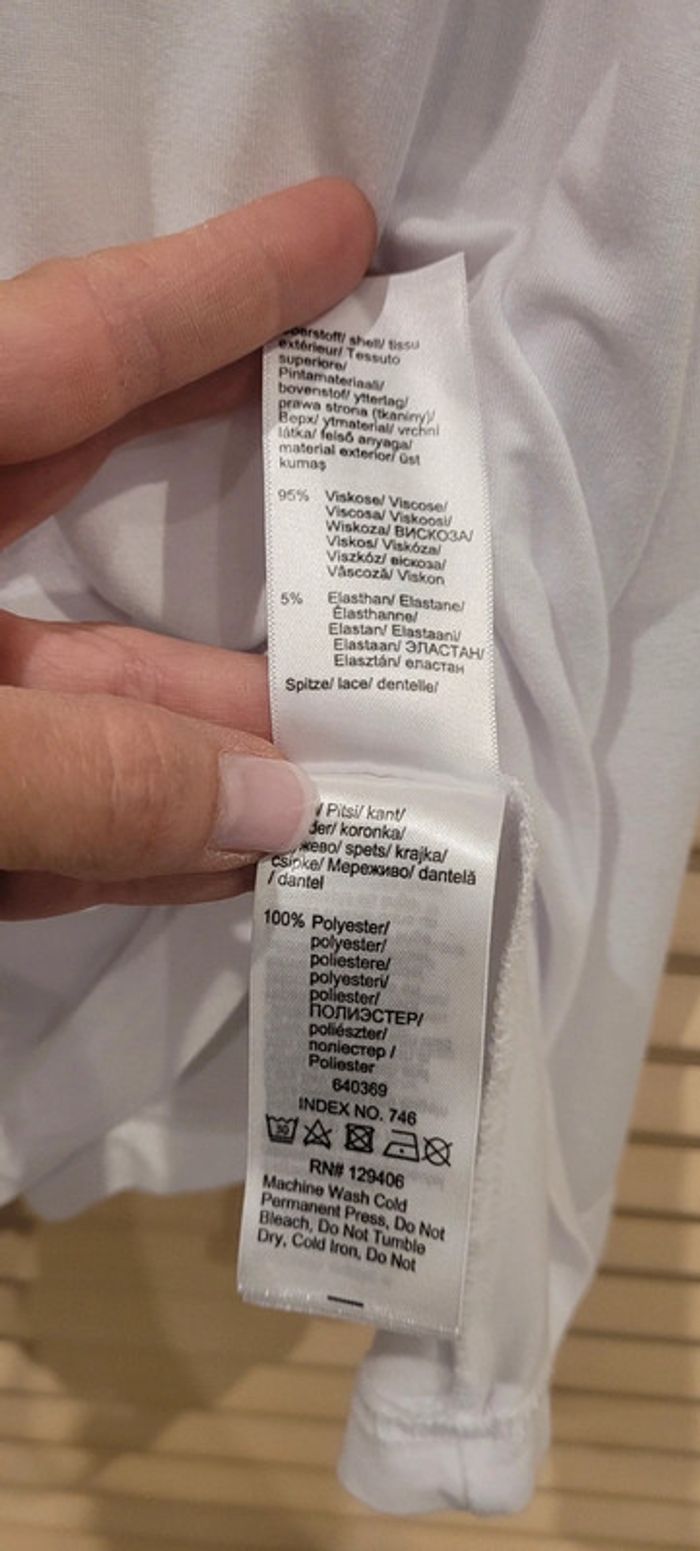 shell/ tissu
extérieur/ Tessuto
superiore/
Pintamateriaali/
bovenstof/ ytterlag/
prawa strona (tkaniny)/
Верх/ ytmaterial/ vrchní
látka/ felső anyaga/
material exterior/ üst
kumaş
95% Viskose/ Viscose/
Viscosa/ Viskoosi/
Wiskoza/ ВИСКОЗА/
Viskos/ Viskóza/
Viszkóz/ віскоза/
Vâscoză/ Viskon
5% Elasthan/ Elastane/
Élasthanne/
Elastan/ Elastaani/
Elastaan/ ЭЛАСТАН/
Elasztán/ еластан
Spitze/ lace/ dentelle/
/ Pitsi/ kant/
koronka/
spets/ krajka/
csipke/ Мереживо/ dantelă
/ dantel
100% Polyester/
polyester/
poliestere/
polyesteri/
poliester/
ПОЛИЭСТЕР/
poliészter/
поліестер /
Poliester
640369
INDEX NO. 746
30
RN# 129406
Machine Wash Cold
Permanent Press, Do Not
Bleach, Do Not Tumble
Dry, Cold Iron, Do Not